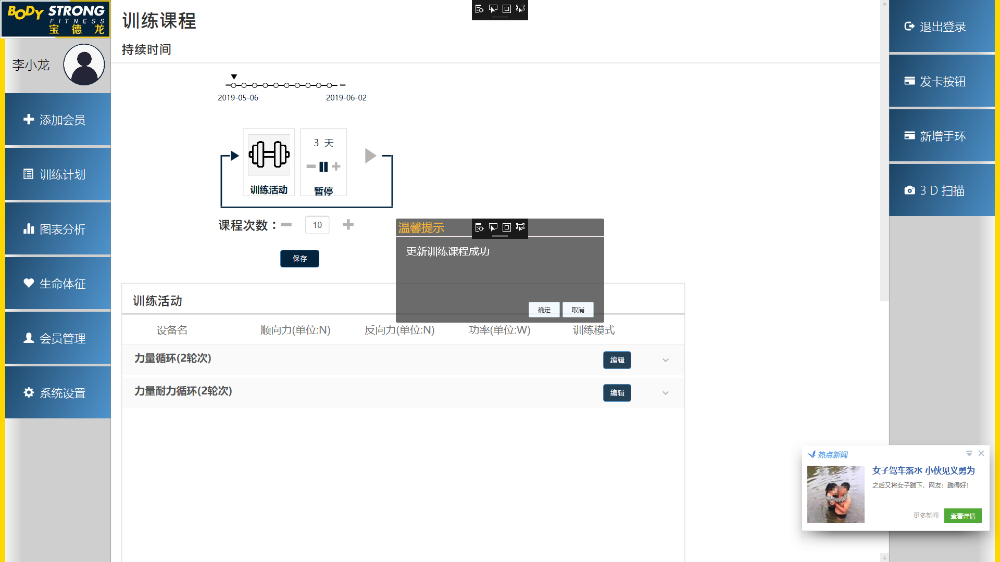 BODY STRONG
FITNESS
宝德龙
李小龙
添加会员
训练计划
图表分析
生命体征
会员管理
系统设置
训练课程
持续时间
2019-05-06
2019-06-02
训练活动
3 天
暂停
课程次数：
10
保存
温馨提示
更新训练课程成功
确定
取消
训练活动
设备名
顺向力(单位:N)
反向力(单位:N)
功率(单位:W)
训练模式
力量循环(2轮次)
编辑
力量耐力循环(2轮次)
编辑
退出登录
发卡按钮
新增手环
3 D 扫描
热点新闻
女子驾车落水 小伙见义勇为
之后又将女子踹下，网友：踹得好！
更多新闻
查看详情